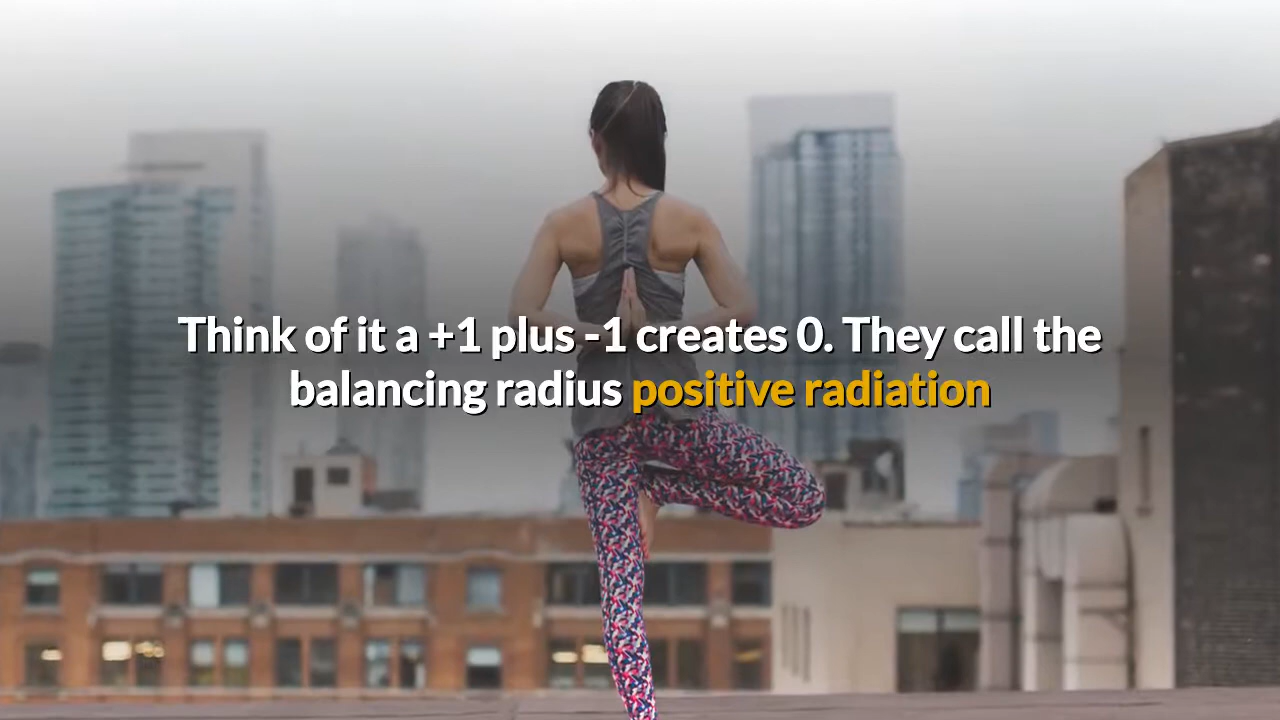 Think of it a +1 plus -1 creates 0. They call the
balancing radius positive radiation